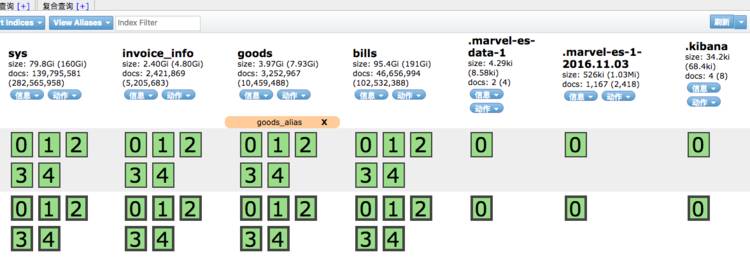 查询 [+] 复合查询 [+]
t Indices View Aliases Index Filter 刷新
sys
size: 79.8Gi (160Gi)
docs: 139,795,581
(282,565,958)
信息 动作
invoice_info
size: 2.40Gi (4.80Gi)
docs: 2,421,869
(5,205,683)
信息 动作
goods
size: 3.97Gi (7.93Gi)
docs: 3,252,967
(10,459,488)
信息 动作
bills
size: 95.4Gi (191Gi)
docs: 46,656,994
(102,532,388)
信息 动作
.marvel-es-
data-1
size:
4.29ki
(8.58ki)
docs: 2 (4)
信息
动作
.marvel-es-1-
2016.11.03
size: 526ki (1.03Mi)
docs: 1,167 (2,418)
信息 动作
.kibana
size: 34.2ki
(68.4ki)
docs: 4 (8)
信息
动作
goods_alias X
0 1 2 0 1 2 0 1 2 0 1 2 0 0 0
3 4 3 4 3 4 3 4
0 1 2 0 1 2 0 1 2 0 1 2 0 0 0
3 4 3 4 3 4 3 4